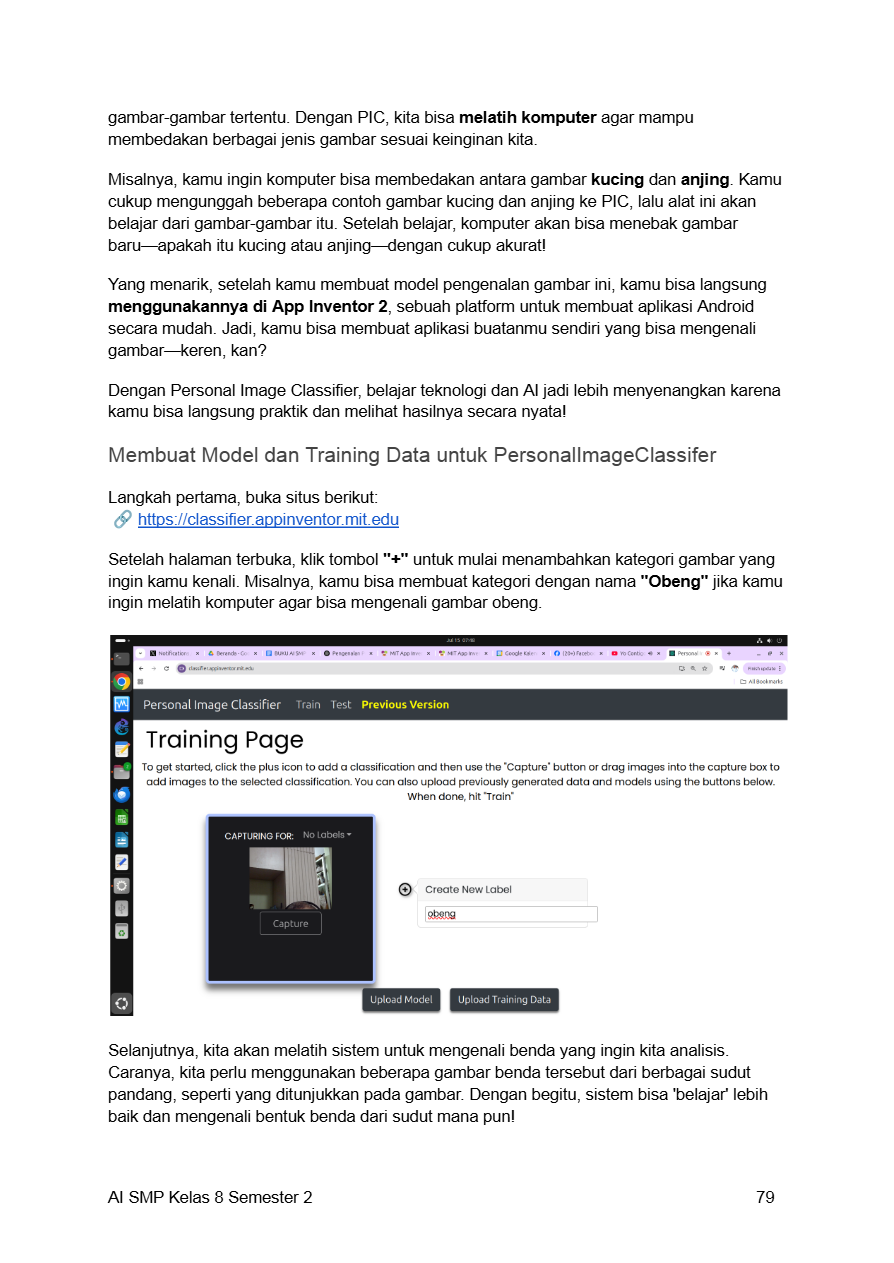 gambar-gambar tertentu. Dengan PIC, kita bisa melatih komputer agar mampu
membedakan berbagai jenis gambar sesuai keinginan kita.
Misalnya, kamu ingin komputer bisa membedakan antara gambar kucing dan anjing. Kamu
cukup mengunggah beberapa contoh gambar kucing dan anjing ke PIC, lalu alat ini akan
belajar dari gambar-gambar itu. Setelah belajar, komputer akan bisa menebak gambar
baru—apakah itu kucing atau anjing—dengan cukup akurat!
Yang menarik, setelah kamu membuat model pengenalan gambar ini, kamu bisa langsung
menggunakannya di App Inventor 2, sebuah platform untuk membuat aplikasi Android
secara mudah. Jadi, kamu bisa membuat aplikasi buatanmu sendiri yang bisa mengenali
gambar—keren, kan?
Dengan Personal Image Classifier, belajar teknologi dan AI jadi lebih menyenangkan karena
kamu bisa langsung praktik dan melihat hasilnya secara nyata!
Membuat Model dan Training Data untuk PersonalImageClassifer
Langkah pertama, buka situs berikut:
🔗 https://classifier.appinventor.mit.edu
Setelah halaman terbuka, klik tombol "+" untuk mulai menambahkan kategori gambar yang
ingin kamu kenali. Misalnya, kamu bisa membuat kategori dengan nama "Obeng" jika kamu
ingin melatih komputer agar bisa mengenali gambar obeng.
Jul 15 07:48
Notifications Beranda - Go BUKU AI SMP Pengenalan MIT App Inve MIT App Inve Google Kalen (20+) Facebo Yo Contig Personal I
classifier.appinventor.mit.edu
All Bookmarks
Personal Image Classifier Train Test Previous Version
Training Page
To get started, click the plus icon to add a classification and then use the "Capture" button or drag images into the capture box to
add images to the selected classification. You can also upload previously generated data and models using the buttons below.
When done, hit "Train"
CAPTURING FOR: No Labels
Capture
Create New Label
obeng
Upload Model Upload Training Data
Selanjutnya, kita akan melatih sistem untuk mengenali benda yang ingin kita analisis.
Caranya, kita perlu menggunakan beberapa gambar benda tersebut dari berbagai sudut
pandang, seperti yang ditunjukkan pada gambar. Dengan begitu, sistem bisa 'belajar' lebih
baik dan mengenali bentuk benda dari sudut mana pun!
AI SMP Kelas 8 Semester 2 79